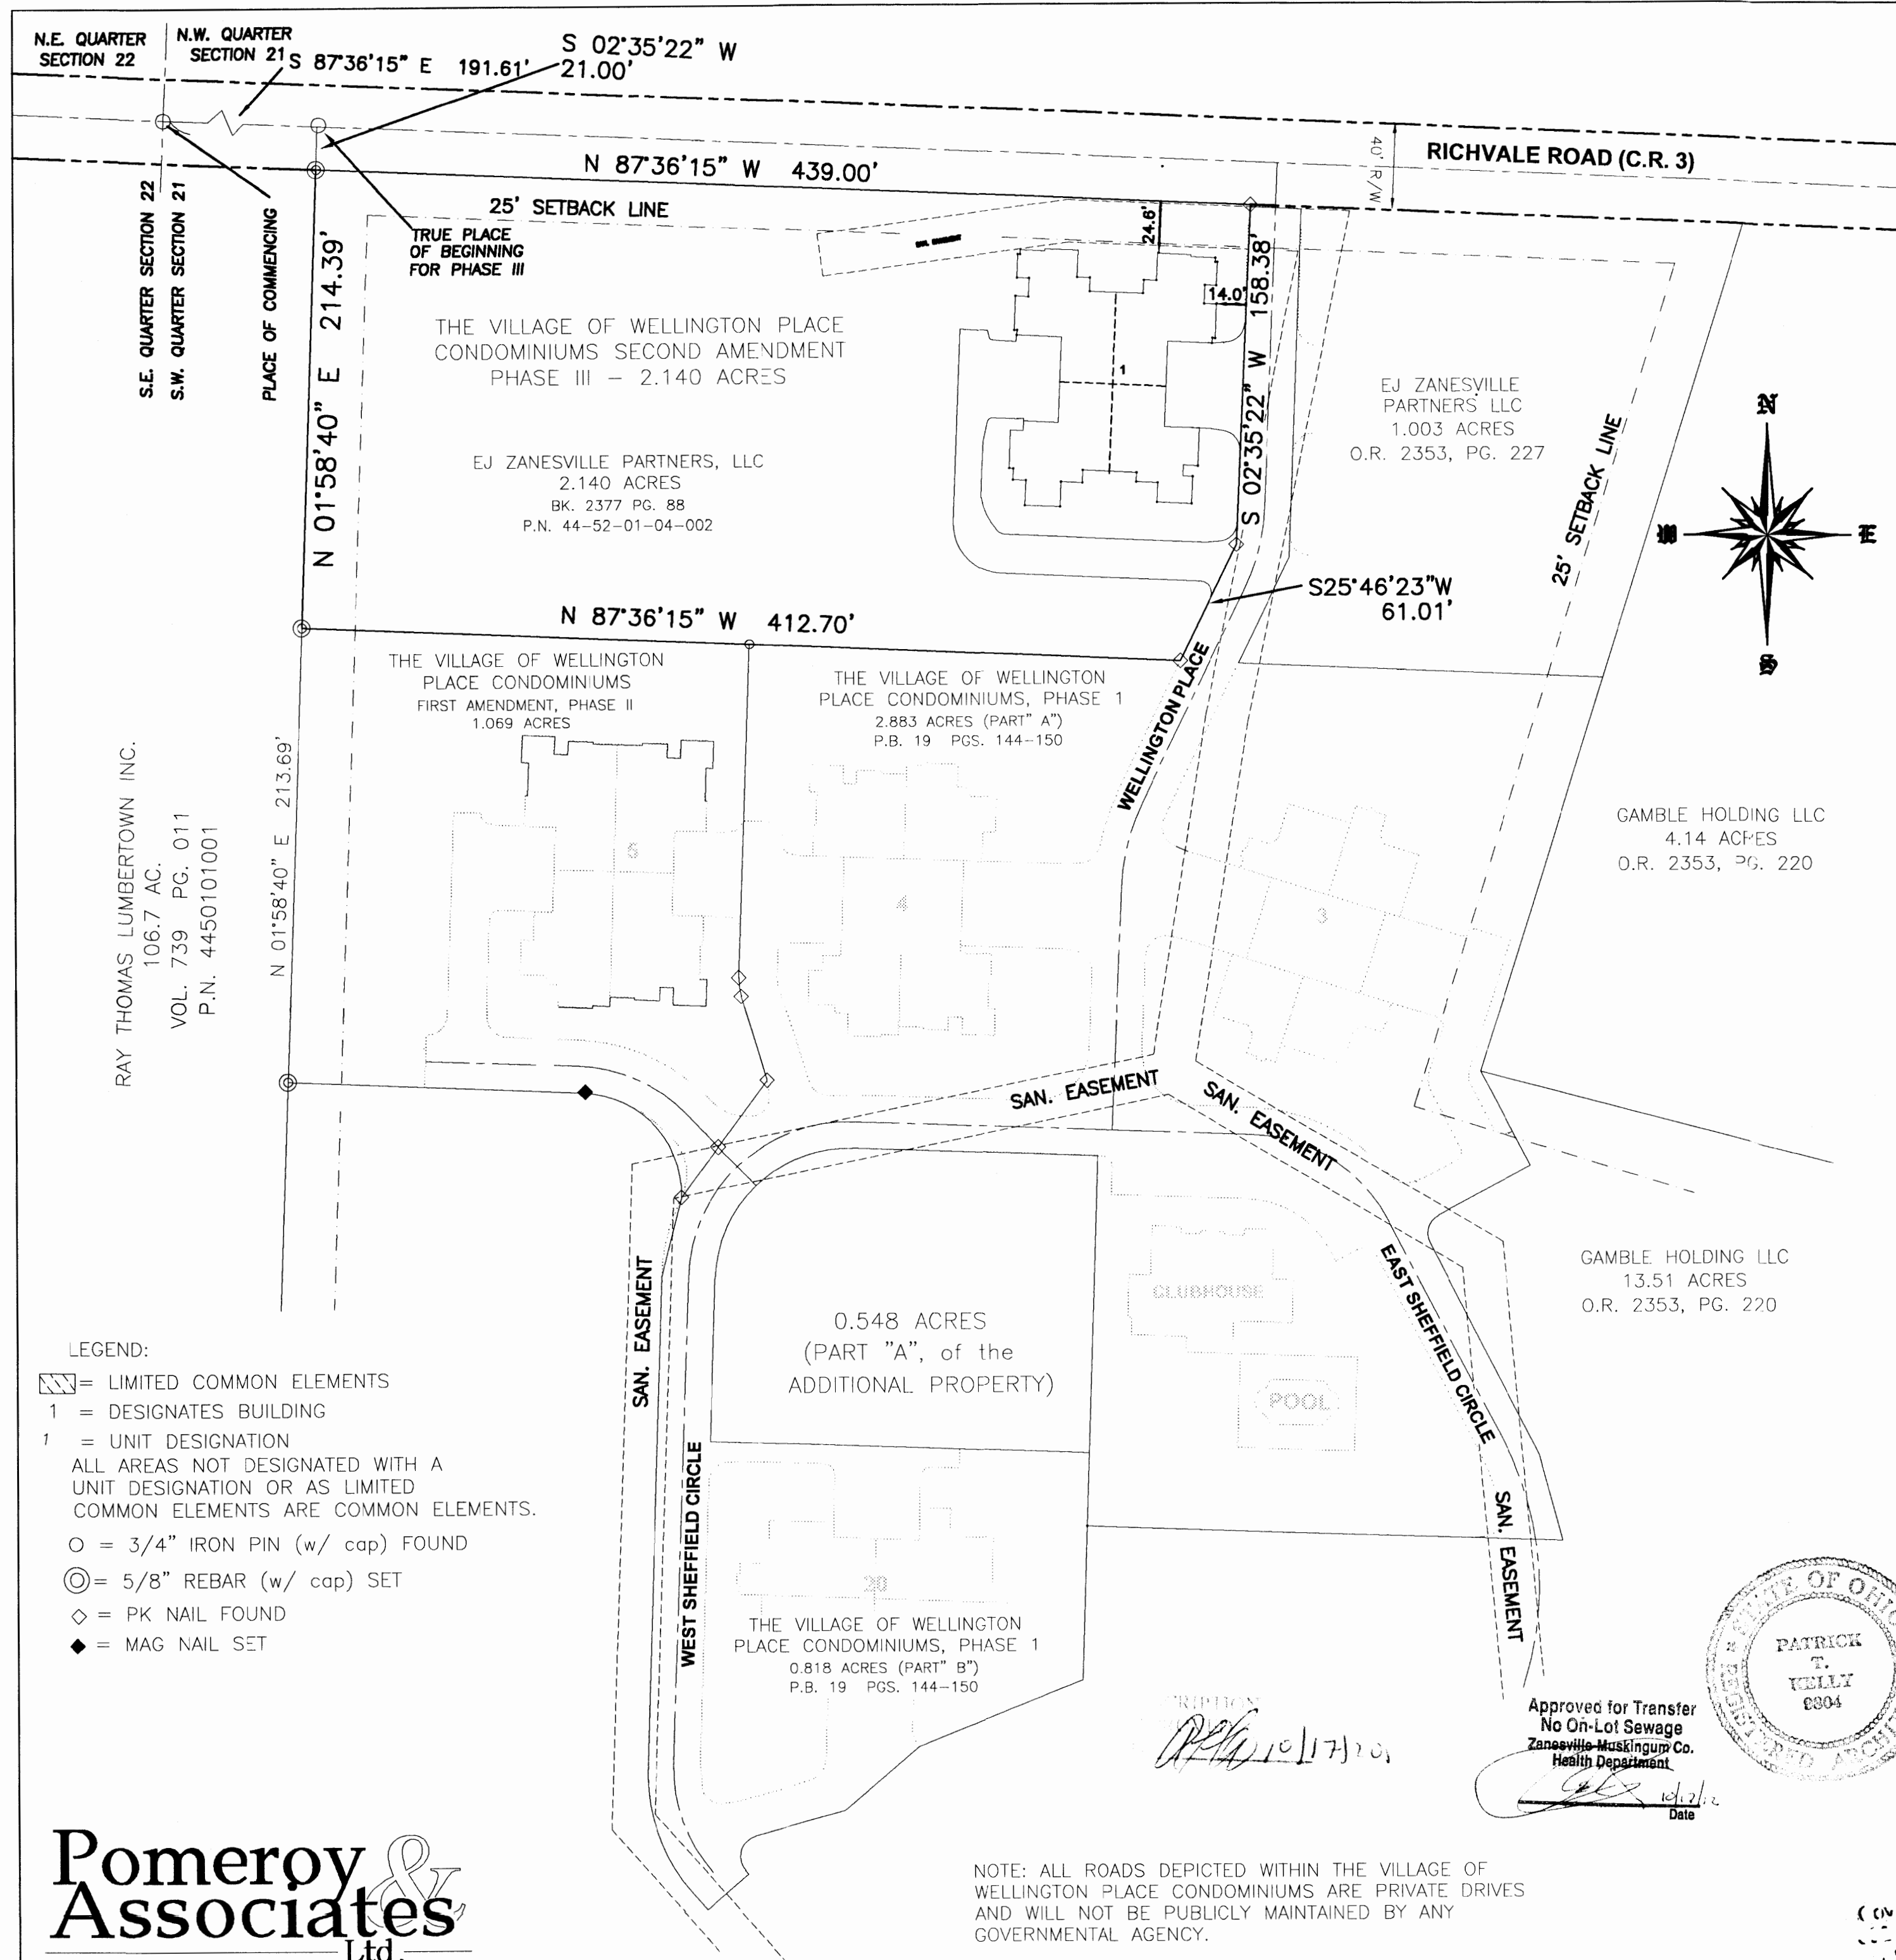 N.E. QUARTER
SECTION 22
N.W. QUARTER
SECTION 21
S 87°36'15" E 191.61'
S 02°35'22" W
21.00'
RICHVALE ROAD (C.R. 3)
40' R/W
N 87°36'15" W 439.00'
25' SETBACK LINE
TRUE PLACE
OF BEGINNING
FOR PHASE III
S.E. QUARTER SECTION 22
S.W. QUARTER SECTION 21
PLACE OF COMMENCING
N 01°58'40" E 214.39'
24.6'
14.0'
S 02°35'22" W 158.38'
1
THE VILLAGE OF WELLINGTON PLACE
CONDOMINIUMS SECOND AMENDMENT
PHASE III - 2.140 ACRES
EJ ZANESVILLE PARTNERS, LLC
2.140 ACRES
BK. 2377 PG. 88
P.N. 44-52-01-04-002
EJ ZANESVILLE
PARTNERS LLC
1.003 ACRES
O.R. 2353, PG. 227
25' SETBACK LINE
N
E
S
S25°46'23"W
61.01'
N 87°36'15" W 412.70'
THE VILLAGE OF WELLINGTON
PLACE CONDOMINIUMS
FIRST AMENDMENT, PHASE II
1.069 ACRES
THE VILLAGE OF WELLINGTON
PLACE CONDOMINIUMS, PHASE 1
2.883 ACRES (PART" A")
P.B. 19 PGS. 144-150
WELLINGTON PLACE
RAY THOMAS LUMBERTOWN INC.
106.7 AC.
VOL. 739 PG. 011
P.N. 4450101001
N 01°58'40" E 213.69'
4
3
GAMBLE HOLDING LLC
4.14 ACRES
O.R. 2353, PG. 220
SAN. EASEMENT
SAN. EASEMENT
SAN. EASEMENT
WEST SHEFFIELD CIRCLE
0.548 ACRES
(PART "A", of the
ADDITIONAL PROPERTY)
CLUBHOUSE
POOL
EAST SHEFFIELD CIRCLE
SAN. EASEMENT
GAMBLE HOLDING LLC
13.51 ACRES
O.R. 2353, PG. 220
LEGEND:
= LIMITED COMMON ELEMENTS
1 = DESIGNATES BUILDING
1 = UNIT DESIGNATION
ALL AREAS NOT DESIGNATED WITH A
UNIT DESIGNATION OR AS LIMITED
COMMON ELEMENTS ARE COMMON ELEMENTS.
= 3/4" IRON PIN (w/ cap) FOUND
= 5/8" REBAR (w/ cap) SET
= PK NAIL FOUND
= MAG NAIL SET
20
THE VILLAGE OF WELLINGTON
PLACE CONDOMINIUMS, PHASE 1
0.818 ACRES (PART" B")
P.B. 19 PGS. 144-150
10/17/20
Approved for Transfer
No On-Lot Sewage
Zanesville Muskingum Co.
Health Department
Date
STATE OF OHIO
PATRICK
T.
KELLY
9804
REGISTERED
Pomeroy &
Associates
Ltd.
NOTE: ALL ROADS DEPICTED WITHIN THE VILLAGE OF
WELLINGTON PLACE CONDOMINIUMS ARE PRIVATE DRIVES
AND WILL NOT BE PUBLICLY MAINTAINED BY ANY
GOVERNMENTAL AGENCY.